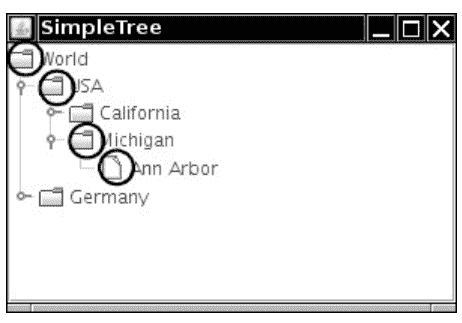 SimpleTree
World
USA
California
Michigan
Ann Arbor
Germany